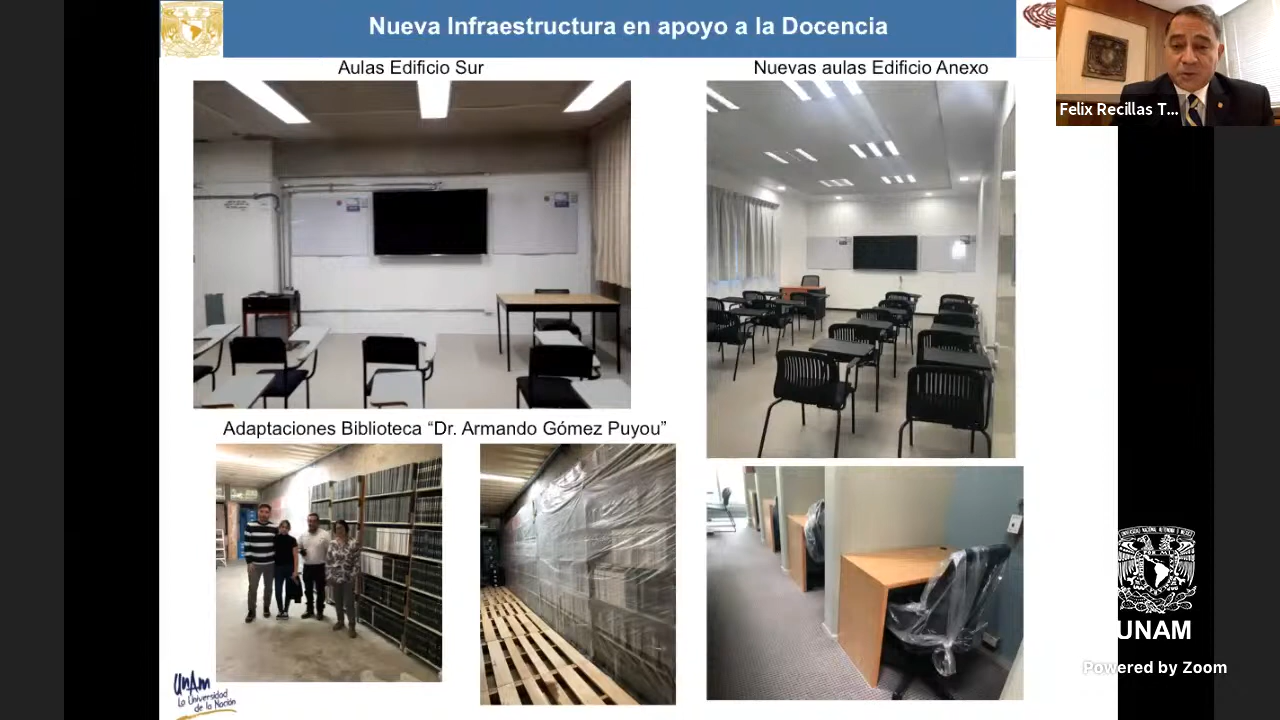 Nueva Infraestructura en apoyo a la Docencia
Aulas Edificio Sur
Nuevas aulas Edificio Anexo
Felix Recillas T...
Adaptaciones Biblioteca “Dr. Armando Gómez Puyou”
UNAM
Powered by Zoom
UnAm
La Universidad
de la Nación